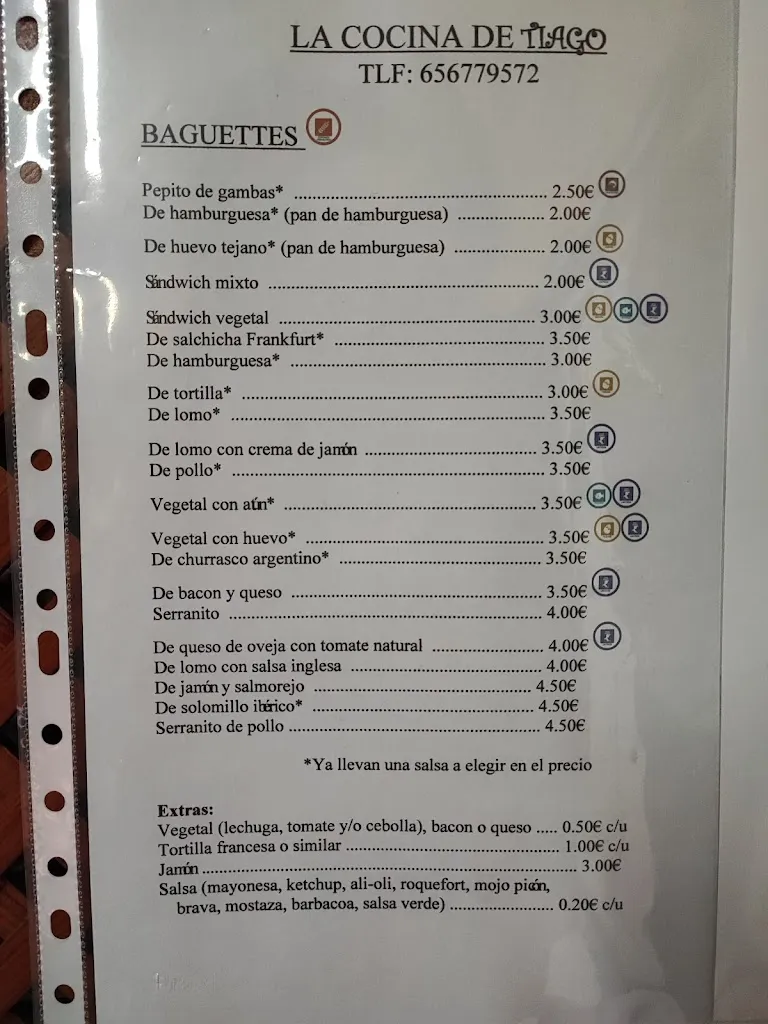 LA COCINA DE TIAGO
TLF: 656779572
BAGUETTES
Pepito de gambas* ........................................................ 2.50€
De hamburguesa* (pan de hamburguesa) ................... 2.00€
De huevo tejano* (pan de hamburguesa) .................... 2.00€
Sándwich mixto ............................................................ 2.00€
Sándwich vegetal .......................................................... 3.00€
De salchicha Frankfurt* ............................................... 3.50€
De hamburguesa* .......................................................... 3.00€
De tortilla* .................................................................... 3.00€
De lomo* ....................................................................... 3.50€
De lomo con crema de jamón ...................................... 3.50€
De pollo* ...................................................................... 3.50€
Vegetal con atún* ......................................................... 3.50€
Vegetal con huevo* ...................................................... 3.50€
De churrasco argentino* .............................................. 3.50€
De bacon y queso ......................................................... 3.50€
Serranito ....................................................................... 4.00€
De queso de oveja con tomate natural ......................... 4.00€
De lomo con salsa inglesa ........................................... 4.00€
De jamón y salmorejo .................................................. 4.50€
De solomillo ibérico* ................................................... 4.50€
Serranito de pollo ......................................................... 4.50€
*Ya llevan una salsa a elegir en el precio
Extras:
Vegetal (lechuga, tomate y/o cebolla), bacon o queso ..... 0.50€ c/u
Tortilla francesa o similar ................................................. 1.00€ c/u
Jamón ................................................................................. 3.00€
Salsa (mayonesa, ketchup, ali-oli, roquefort, mojo picón,
brava, mostaza, barbacoa, salsa verde) ........................ 0.20€ c/u